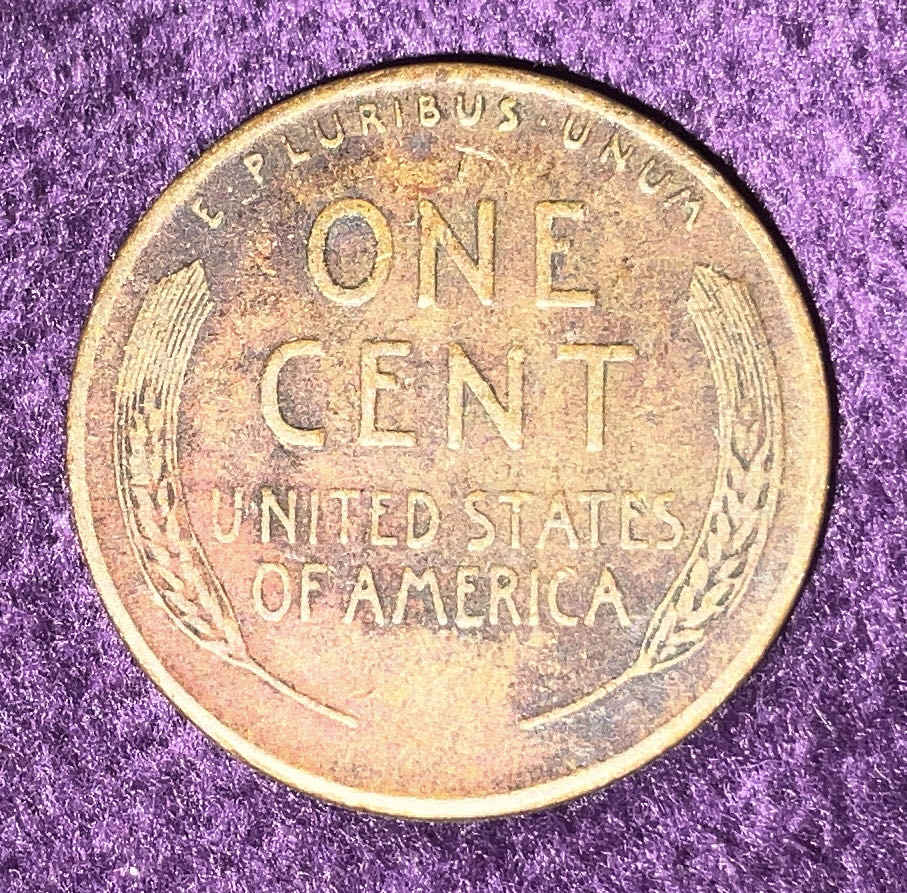 E·PLURIBUS·UNUM
ONE
CENT
UNITED STATES
OF AMERICA